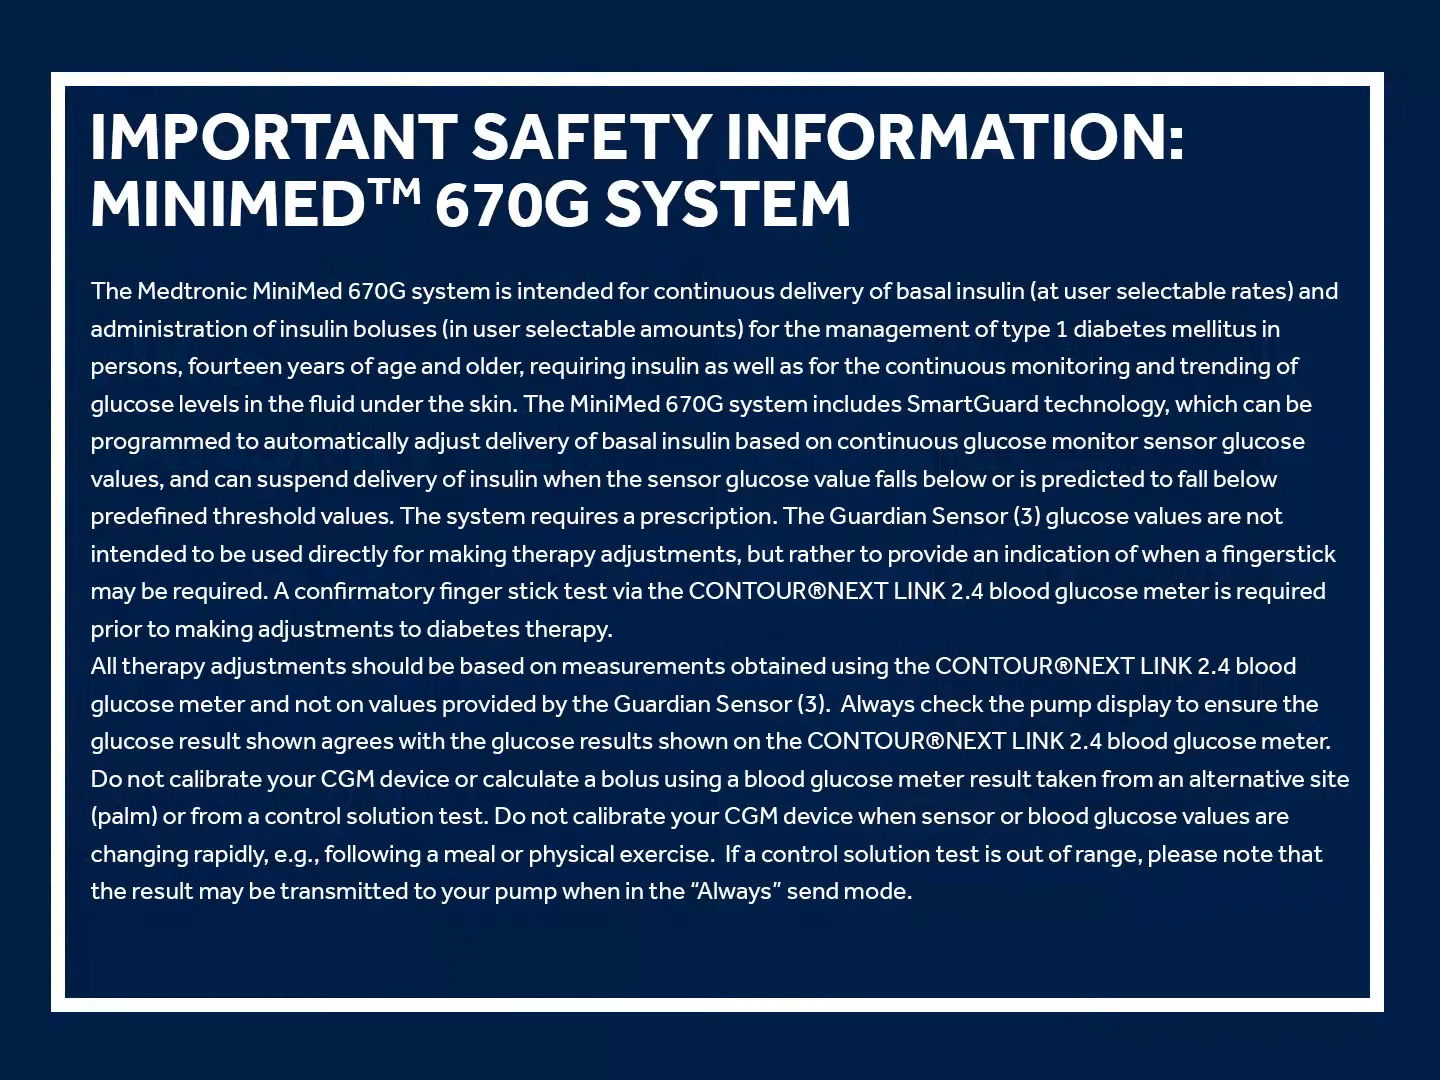 IMPORTANT SAFETY INFORMATION:
MINIMED™ 670G SYSTEM
The Medtronic MiniMed 670G system is intended for continuous delivery of basal insulin (at user selectable rates) and
administration of insulin boluses (in user selectable amounts) for the management of type 1 diabetes mellitus in
persons, fourteen years of age and older, requiring insulin as well as for the continuous monitoring and trending of
glucose levels in the fluid under the skin. The MiniMed 670G system includes SmartGuard technology, which can be
programmed to automatically adjust delivery of basal insulin based on continuous glucose monitor sensor glucose
values, and can suspend delivery of insulin when the sensor glucose value falls below or is predicted to fall below
predefined threshold values. The system requires a prescription. The Guardian Sensor (3) glucose values are not
intended to be used directly for making therapy adjustments, but rather to provide an indication of when a fingerstick
may be required. A confirmatory finger stick test via the CONTOUR®NEXT LINK 2.4 blood glucose meter is required
prior to making adjustments to diabetes therapy.
All therapy adjustments should be based on measurements obtained using the CONTOUR®NEXT LINK 2.4 blood
glucose meter and not on values provided by the Guardian Sensor (3).  Always check the pump display to ensure the
glucose result shown agrees with the glucose results shown on the CONTOUR®NEXT LINK 2.4 blood glucose meter.
Do not calibrate your CGM device or calculate a bolus using a blood glucose meter result taken from an alternative site
(palm) or from a control solution test. Do not calibrate your CGM device when sensor or blood glucose values are
changing rapidly, e.g., following a meal or physical exercise.  If a control solution test is out of range, please note that
the result may be transmitted to your pump when in the “Always” send mode.